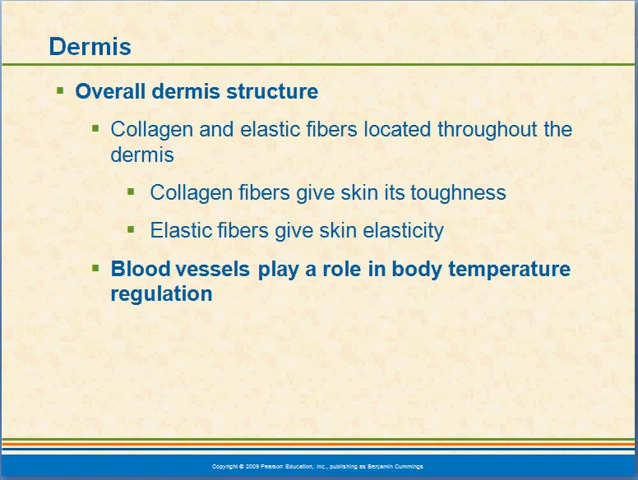 Dermis
Overall dermis structure
Collagen and elastic fibers located throughout the
dermis
Collagen fibers give skin its toughness
Elastic fibers give skin elasticity
Blood vessels play a role in body temperature
regulation
Copyright © 2009 Pearson Education, Inc., publishing as Benjamin Cummings